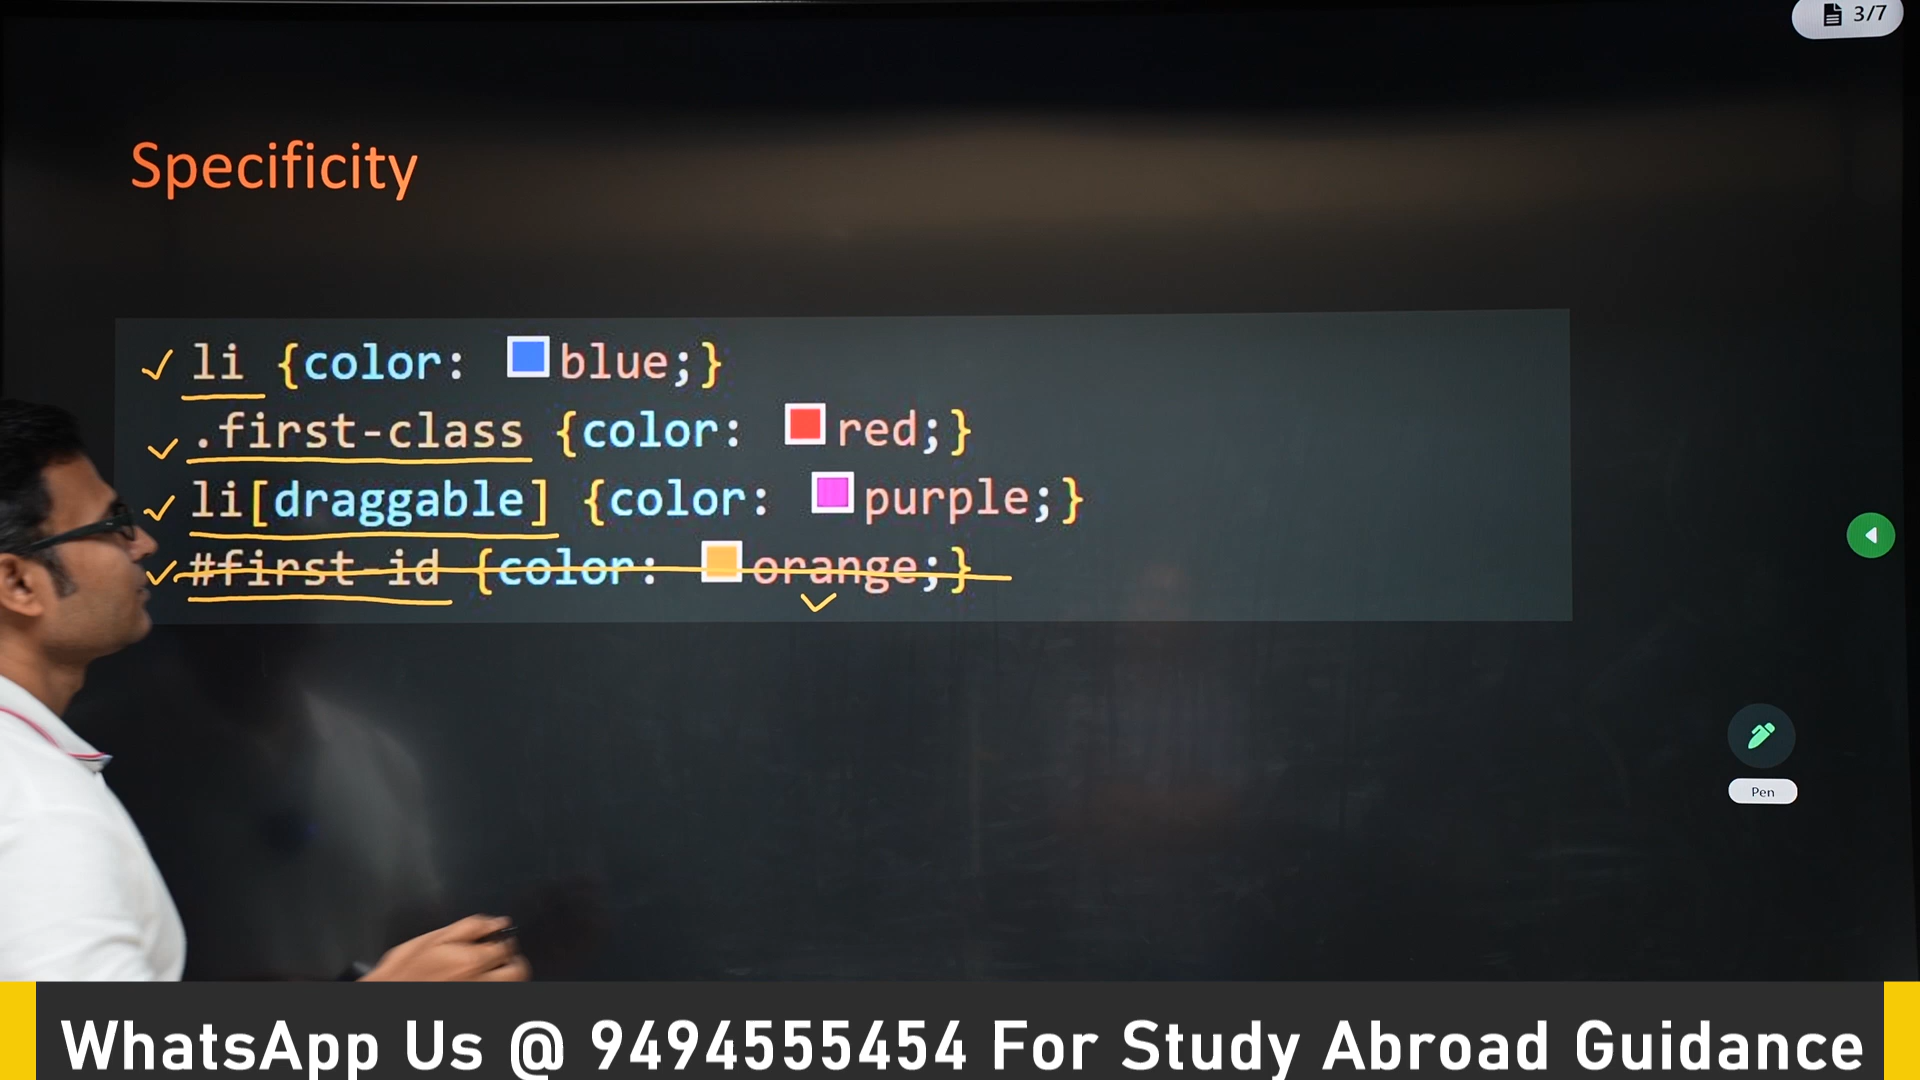 3/7
Specificity
li {color: blue;}
.first-class {color: red;}
li[draggable] {color: purple;}
#first-id {color: orange;}
Pen
WhatsApp Us @ 9494555454 For Study Abroad Guidance